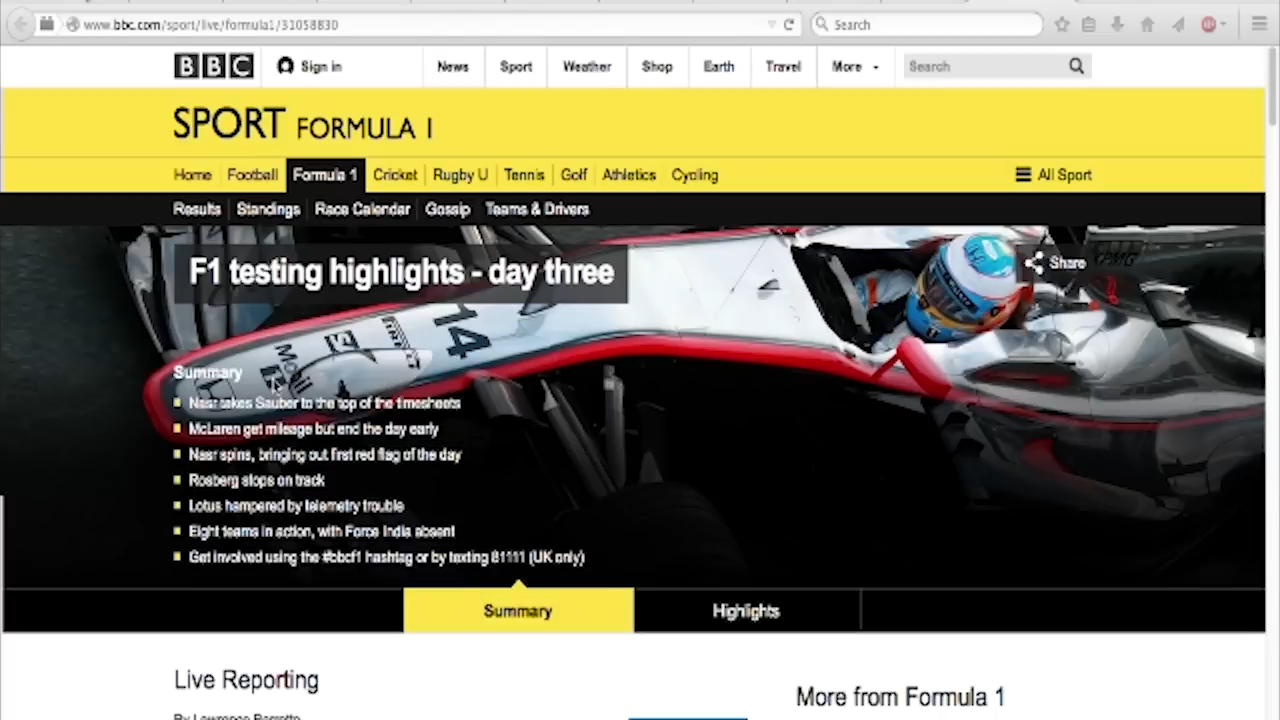 www.bbc.com/sport/live/formula1/31058830
Search
BBC
Sign in
News
Sport
Weather
Shop
Earth
Travel
More
Search
SPORT FORMULA 1
Home
Football
Formula 1
Cricket
Rugby U
Tennis
Golf
Athletics
Cycling
All Sport
Results
Standings
Race Calendar
Gossip
Teams & Drivers
F1 testing highlights - day three
Share
KPMG
14
PIRELLI
Mobil
Summary
Nasr takes Sauber to the top of the timesheets
McLaren get mileage but end the day early
Nasr spins, bringing out first red flag of the day
Rosberg stops on track
Lotus hampered by telemetry trouble
Eight teams in action, with Force India absent
Get involved using the #bbcf1 hashtag or by texting 81111 (UK only)
Summary
Highlights
Live Reporting
More from Formula 1